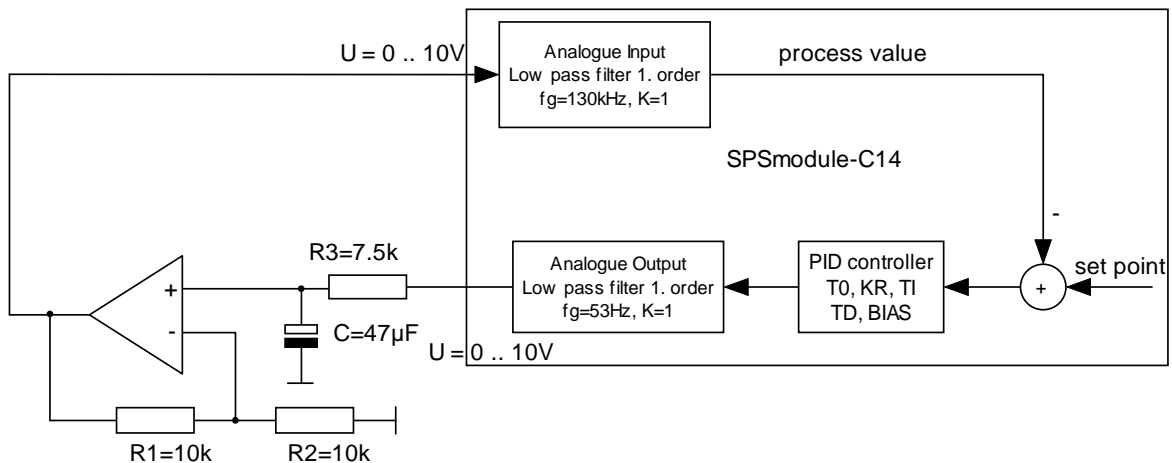 U = 0 .. 10V
Analogue Input
Low pass filter 1. order
fg=130kHz, K=1
process value
SPSmodule-C14
-
R3=7.5k
Analogue Output
Low pass filter 1. order
fg=53Hz, K=1
PID controller
T0, KR, TI
TD, BIAS
+
set point
+
-
C=47µF
U = 0 .. 10V
R1=10k
R2=10k